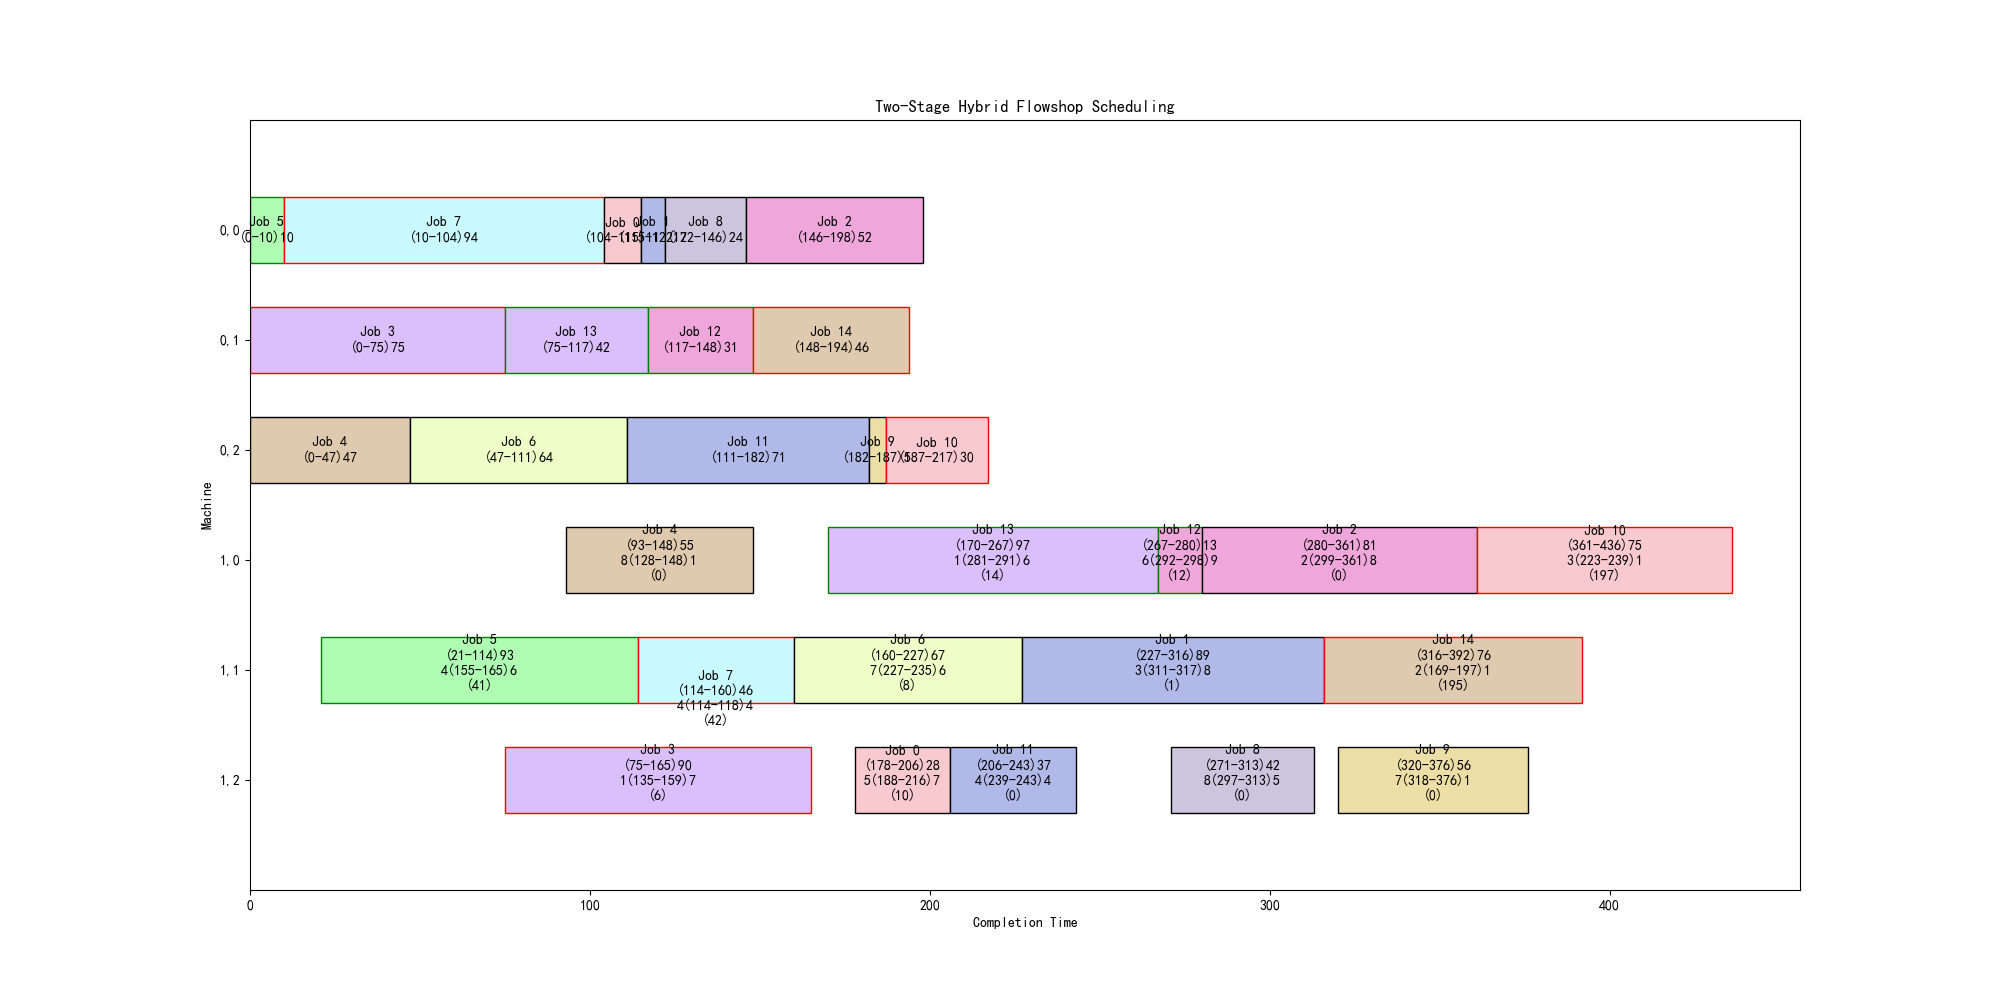 Two-Stage Hybrid Flowshop Scheduling
0,0
Job 5
(0-10)10
Job 7
(10-104)94
Job 0
(104-115)11
Job 1
(115-122)7
Job 8
(122-146)24
Job 2
(146-198)52
0,1
Job 3
(0-75)75
Job 13
(75-117)42
Job 12
(117-148)31
Job 14
(148-194)46
0,2
Job 4
(0-47)47
Job 6
(47-111)64
Job 11
(111-182)71
Job 9
(182-187)5
Job 10
(187-217)30
Machine
1,0
Job 4
(93-148)55
8(128-148)1
(0)
Job 13
(170-267)97
1(281-291)6
(14)
Job 12
(267-280)13
6(292-298)9
(12)
Job 2
(280-361)81
2(299-361)8
(0)
Job 10
(361-436)75
3(223-239)1
(197)
1,1
Job 5
(21-114)93
4(155-165)6
(41)
Job 7
(114-160)46
4(114-118)4
(42)
Job 6
(160-227)67
7(227-235)6
(8)
Job 1
(227-316)89
3(311-317)8
(1)
Job 14
(316-392)76
2(169-197)1
(195)
1,2
Job 3
(75-165)90
1(135-159)7
(6)
Job 0
(178-206)28
5(188-216)7
(10)
Job 11
(206-243)37
4(239-243)4
(0)
Job 8
(271-313)42
8(297-313)5
(0)
Job 9
(320-376)56
7(318-376)1
(0)
0
100
200
300
400
Completion Time